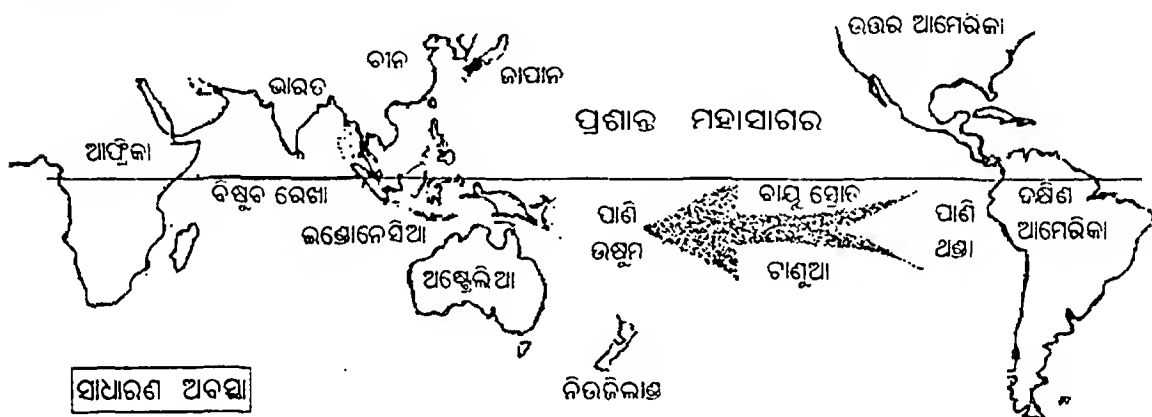 ଉତ୍ତର ଆମେରିକା
ଚୀନ
ଜାପାନ
ଭାରତ
ପ୍ରଶାନ୍ତ ମହାସାଗର
ଆଫ୍ରିକା
ବିଷୁବ ରେଖା
ବାୟୁ ସ୍ରୋତ
ଦକ୍ଷିଣ
ଆମେରିକା
ପାଣି
ଉଷୁମ
ପାଣି
ଥଣ୍ଡା
ଇଣ୍ଡୋନେସିଆ
ଟାଣୁଆ
ଅଷ୍ଟ୍ରେଲିଆ
ନିଉଜିଲାଣ୍ଡ
ସାଧାରଣ ଅବସ୍ଥା